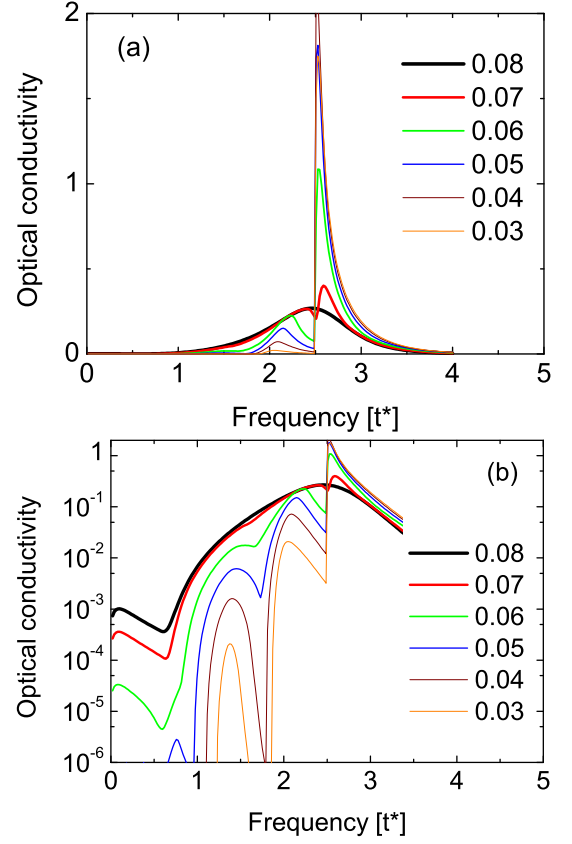 2
(a)
0.08
0.07
0.06
0.05
0.04
0.03
1
0
Optical conductivity
0 1 2 3 4 5
Frequency [t*]
1
(b)
10^-1
10^-2
10^-3
10^-4
10^-5
10^-6
Optical conductivity
0.08
0.07
0.06
0.05
0.04
0.03
0 1 2 3 4 5
Frequency [t*]